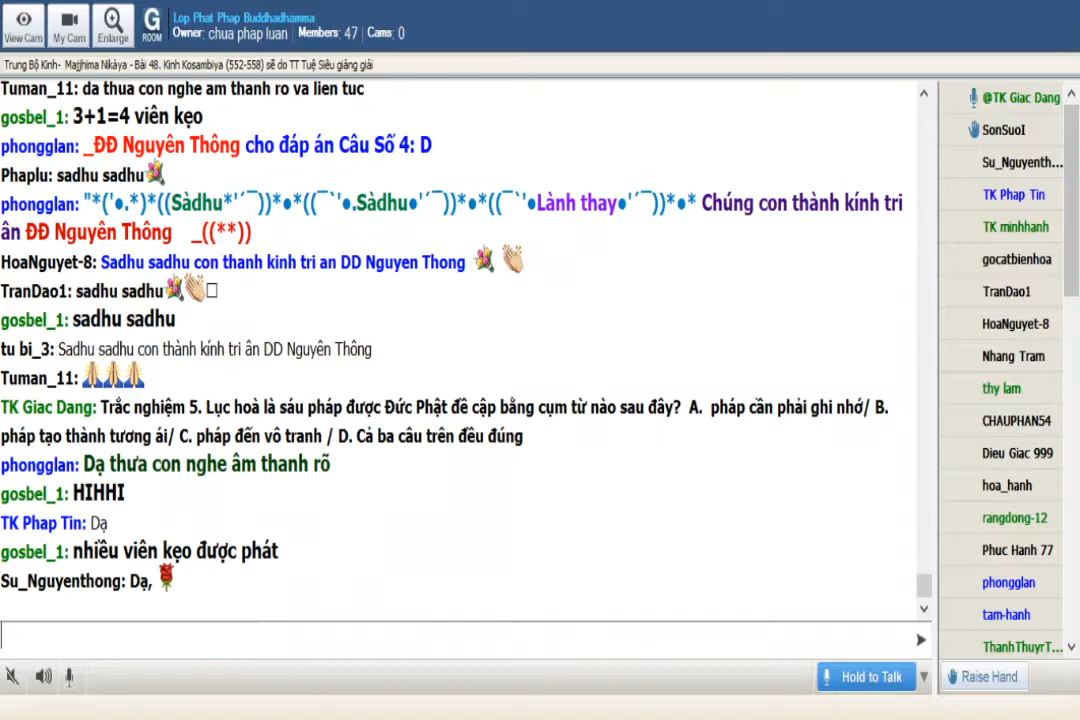 View Cam
My Cam
Enlarge
G
ROOM
Lop Phat Phap Buddhadhamma
Owner: chua phap luan | Members: 47 | Cams: 0
Trung Bộ Kinh- Majjhima Nikàya - Bài 48. Kinh Kosambiya (552-558) sẽ do TT Tuệ Siêu giảng giải
Tuman_11: da thua con nghe am thanh ro va lien tuc
gosbel_1: 3+1=4 viên kẹo
phongglan: _ĐĐ Nguyên Thông cho đáp án Câu Số 4: D
Phaplu: sadhu sadhu
phongglan: "*('●.*)*((Sàdhu*'´¯))*●*((¯`'●.Sàdhu●'´¯))*●*((¯`'●Lành thay●'´¯))*●* Chúng con thành kính tri
ân ĐĐ Nguyên Thông _((**))
HoaNguyet-8: Sadhu sadhu con thanh kinh tri an DD Nguyen Thong
TranDao1: sadhu sadhu
gosbel_1: sadhu sadhu
tu bi_3: Sadhu sadhu con thành kính tri ân DD Nguyên Thông
Tuman_11:
TK Giac Dang: Trắc nghiệm 5. Lục hoà là sáu pháp được Đức Phật đề cập bằng cụm từ nào sau đây? A. pháp cần phải ghi nhớ/ B.
pháp tạo thành tương ái/ C. pháp đến vô tranh / D. Cả ba câu trên đều đúng
phongglan: Dạ thưa con nghe âm thanh rõ
gosbel_1: HIHHI
TK Phap Tin: Dạ
gosbel_1: nhiều viên kẹo được phát
Su_Nguyenthong: Dạ,
@TK Giac Dang
SonSuoI
Su_Nguyenth...
TK Phap Tin
TK minhhanh
gocatbienhoa
TranDao1
HoaNguyet-8
Nhang Tram
thy lam
CHAUPHAN54
Dieu Giac 999
hoa_hanh
rangdong-12
Phuc Hanh 77
phongglan
tam-hanh
ThanhThuyrT...
Hold to Talk
Raise Hand